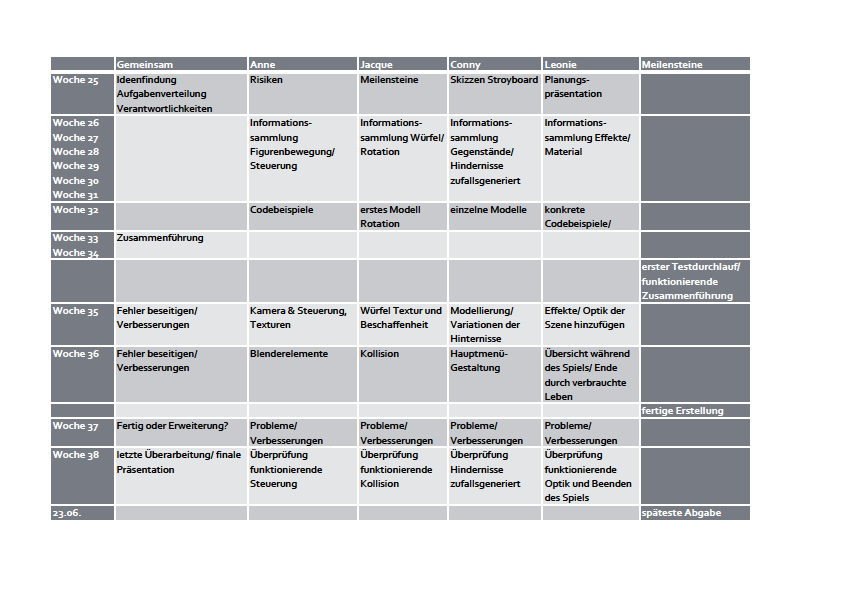 Gemeinsam Anne Jacque Conny Leonie Meilensteine
Woche 25 Ideenfindung Risiken Meilensteine Skizzen Stroyboard Planungs-
Aufgabenverteilung präsentation
Verantwortlichkeiten
Woche 26 Informations- Informations- Informations- Informations-
Woche 27 sammlung sammlung Würfel/ sammlung sammlung Effekte/
Woche 28 Figurenbewegung/ Rotation Gegenstände/ Material
Woche 29 Steuerung Hindernisse
Woche 30 zufallsgeneriert
Woche 31
Woche 32 Codebeispiele erstes Modell einzelne Modelle konkrete
Rotation Codebeispiele/
Woche 33 Zusammenführung
Woche 34
erster Testdurchlauf/
funktionierende
Zusammenführung
Woche 35 Fehler beseitigen/ Kamera & Steuerung, Würfel Textur und Modellierung/ Effekte/ Optik der
Verbesserungen Texturen Beschaffenheit Variationen der Szene hinzufügen
Hinternisse
Woche 36 Fehler beseitigen/ Blenderelemente Kollision Hauptmenü- Übersicht während
Verbesserungen Gestaltung des Spiels/ Ende
durch verbrauchte
Leben
fertige Erstellung
Woche 37 Fertig oder Erweiterung? Probleme/ Probleme/ Probleme/ Probleme/
Verbesserungen Verbesserungen Verbesserungen Verbesserungen
Woche 38 letzte Überarbeitung/ finale Überprüfung Überprüfung Überprüfung Überprüfung
Präsentation funktionierende funktionierende Hindernisse funktionierende
Steuerung Kollision zufallsgeneriert Optik und Beenden
des Spiels
23.06. späteste Abgabe